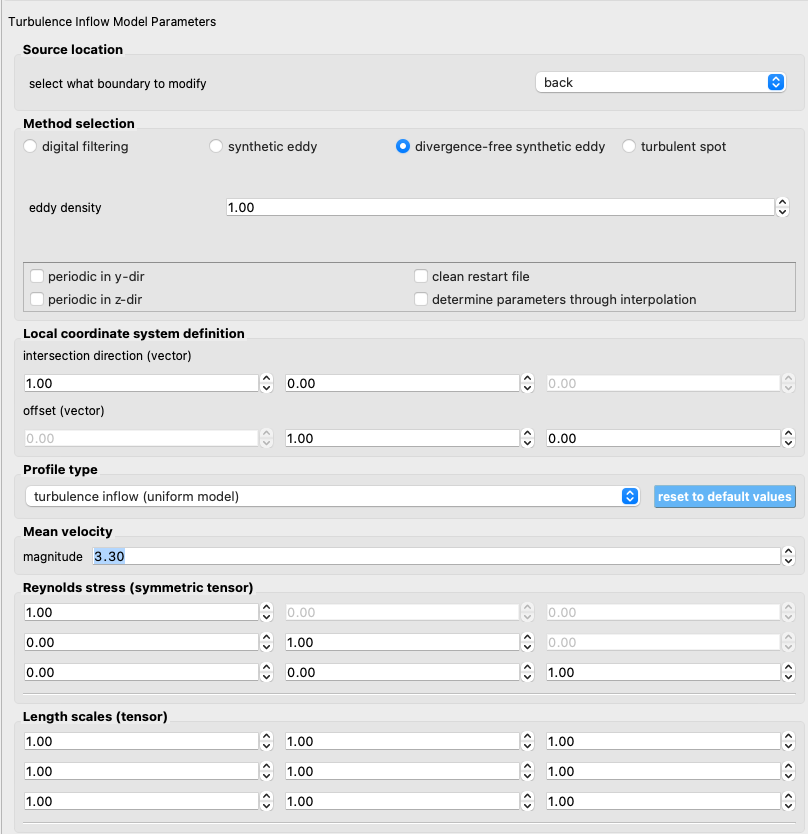 Turbulence Inflow Model Parameters
Source location
select what boundary to modify back
Method selection
digital filtering synthetic eddy divergence-free synthetic eddy turbulent spot
eddy density 1.00
periodic in y-dir clean restart file
periodic in z-dir determine parameters through interpolation
Local coordinate system definition
intersection direction (vector)
1.00 0.00 0.00
offset (vector)
0.00 1.00 0.00
Profile type
turbulence inflow (uniform model) reset to default values
Mean velocity
magnitude 3.30
Reynolds stress (symmetric tensor)
1.00 0.00 0.00
0.00 1.00 0.00
0.00 0.00 1.00
Length scales (tensor)
1.00 1.00 1.00
1.00 1.00 1.00
1.00 1.00 1.00